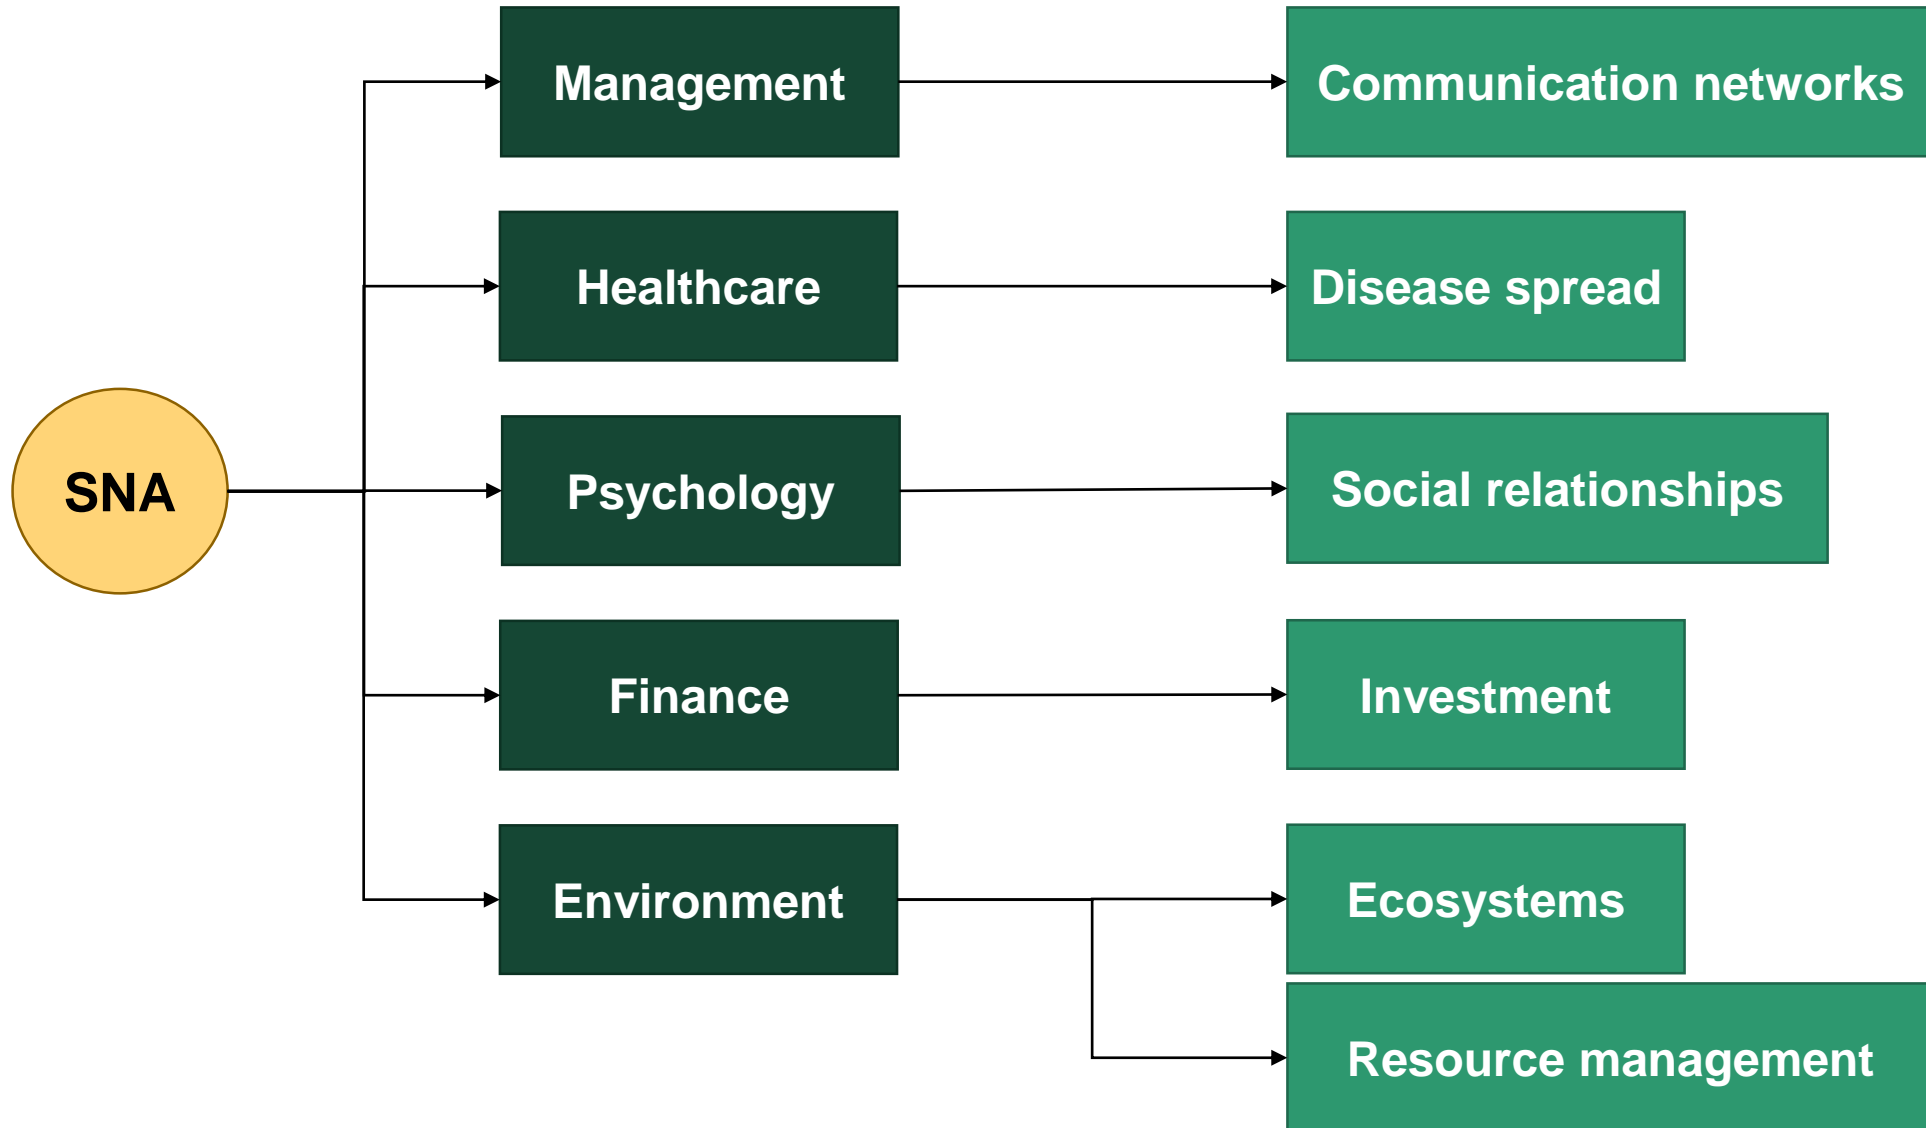 Management
Communication networks
Healthcare
Disease spread
SNA
Psychology
Social relationships
Finance
Investment
Environment
Ecosystems
Resource management